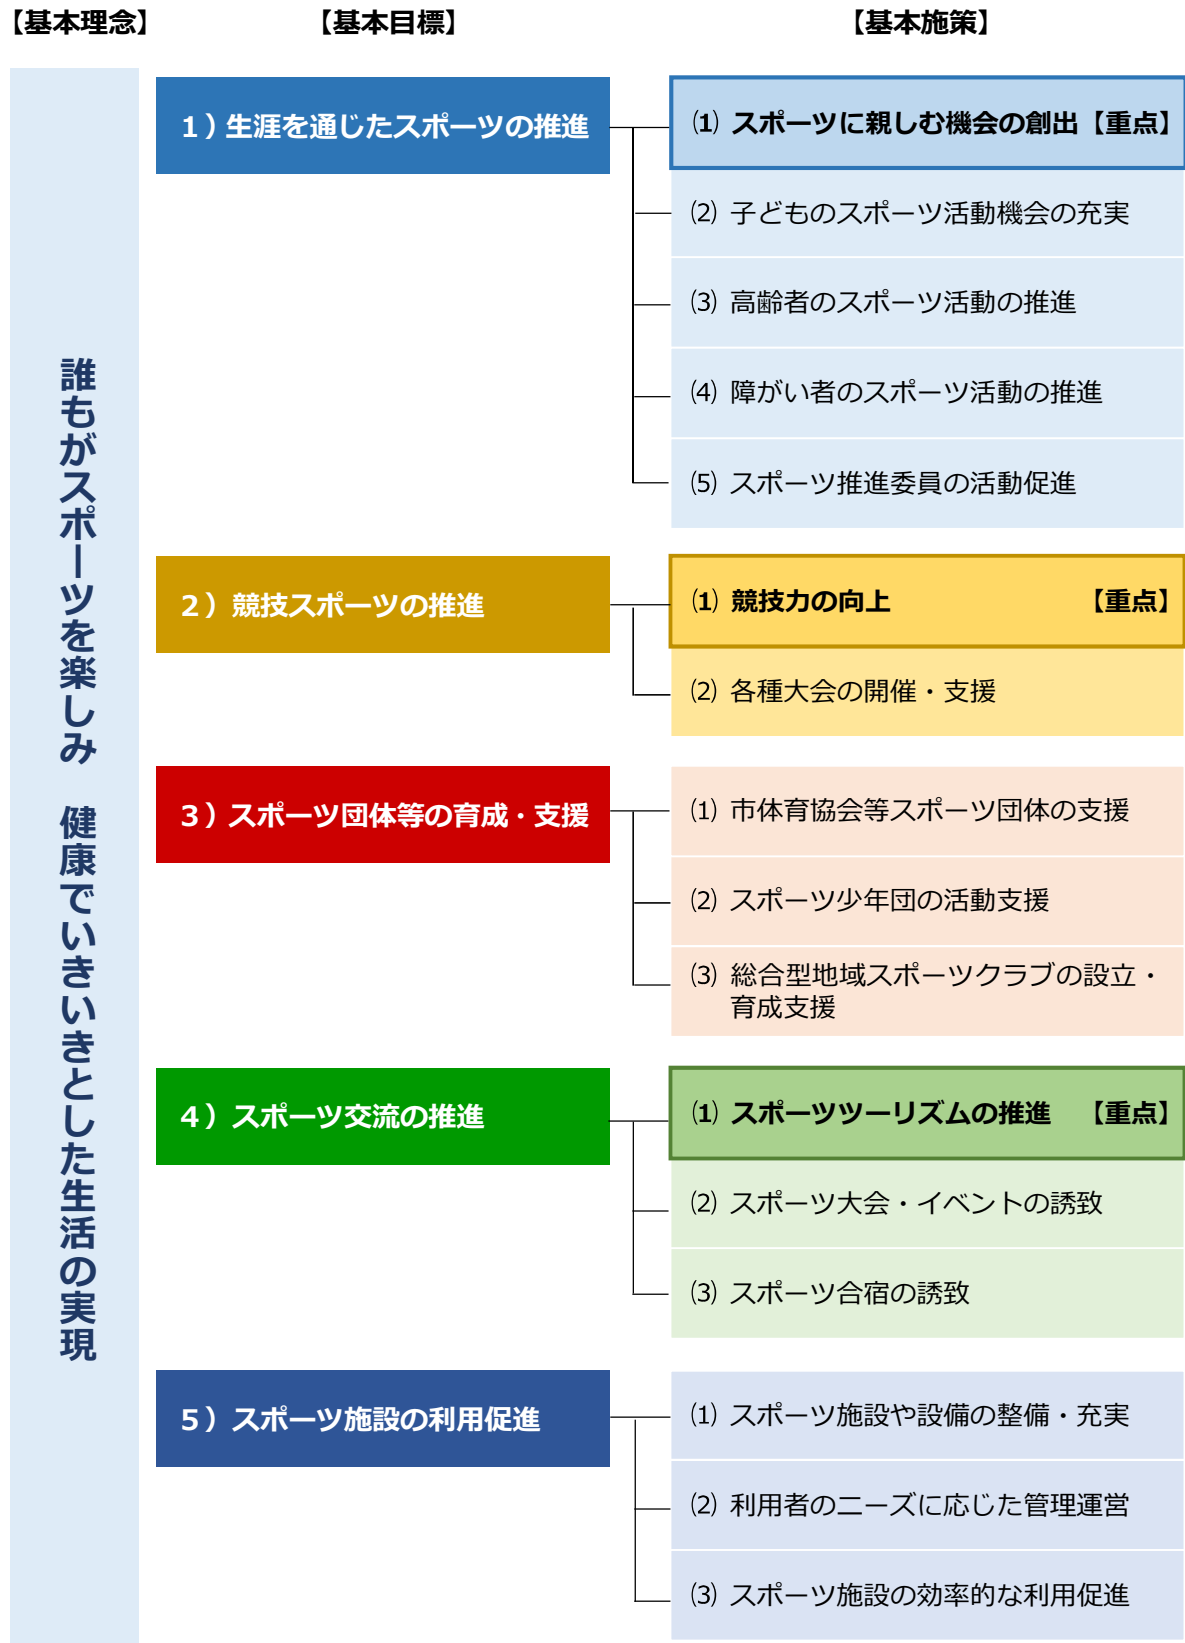 【基本理念】
【基本目標】
【基本施策】
誰もがスポーツを楽しみ　健康でいきいきとした生活の実現
１）生涯を通じたスポーツの推進
⑴ スポーツに親しむ機会の創出【重点】
⑵ 子どものスポーツ活動機会の充実
⑶ 高齢者のスポーツ活動の推進
⑷ 障がい者のスポーツ活動の推進
⑸ スポーツ推進委員の活動促進
２）競技スポーツの推進
⑴ 競技力の向上　【重点】
⑵ 各種大会の開催・支援
３）スポーツ団体等の育成・支援
⑴ 市体育協会等スポーツ団体の支援
⑵ スポーツ少年団の活動支援
⑶ 総合型地域スポーツクラブの設立・
育成支援
４）スポーツ交流の推進
⑴ スポーツツーリズムの推進　【重点】
⑵ スポーツ大会・イベントの誘致
⑶ スポーツ合宿の誘致
５）スポーツ施設の利用促進
⑴ スポーツ施設や設備の整備・充実
⑵ 利用者のニーズに応じた管理運営
⑶ スポーツ施設の効率的な利用促進